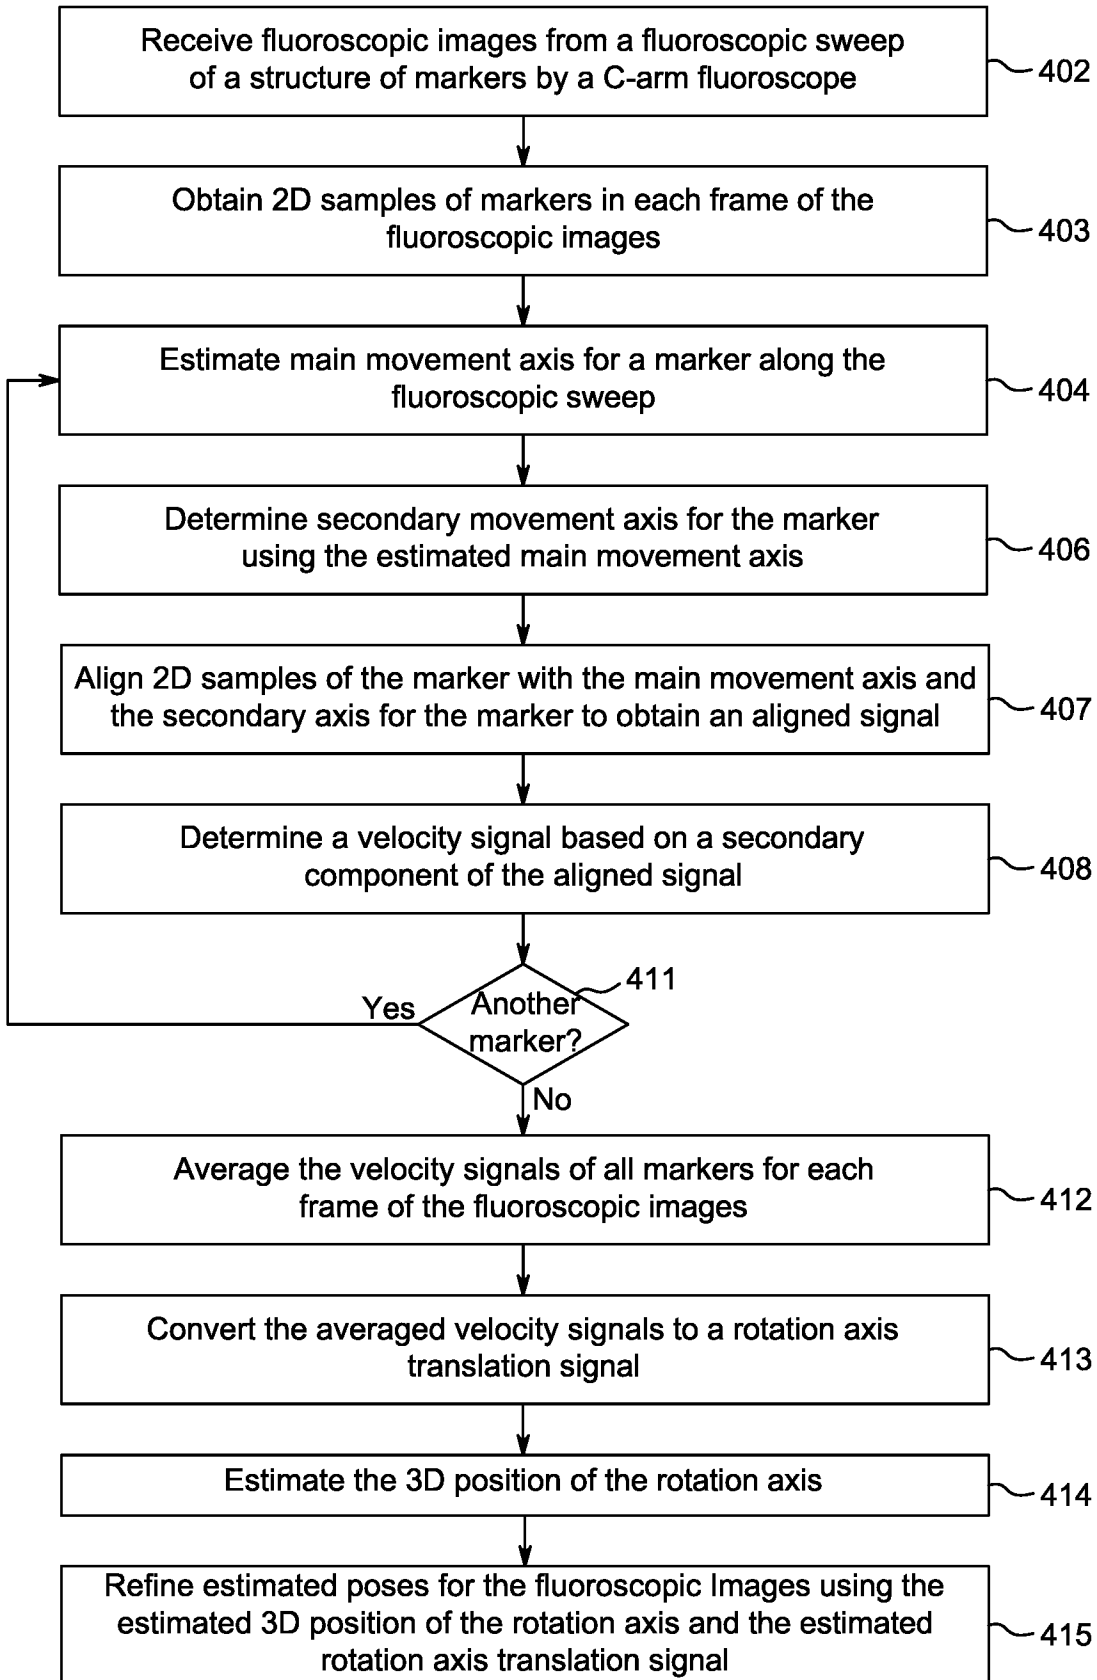 Receive fluoroscopic images from a fluoroscopic sweep
of a structure of markers by a C-arm fluoroscope
402
Obtain 2D samples of markers in each frame of the
fluoroscopic images
403
Estimate main movement axis for a marker along the
fluoroscopic sweep
404
Determine secondary movement axis for the marker
using the estimated main movement axis
406
Align 2D samples of the marker with the main movement axis and
the secondary axis for the marker to obtain an aligned signal
407
Determine a velocity signal based on a secondary
component of the aligned signal
408
411
Yes
Another
marker?
No
Average the velocity signals of all markers for each
frame of the fluoroscopic images
412
Convert the averaged velocity signals to a rotation axis
translation signal
413
Estimate the 3D position of the rotation axis
414
Refine estimated poses for the fluoroscopic Images using the
estimated 3D position of the rotation axis and the estimated
rotation axis translation signal
415